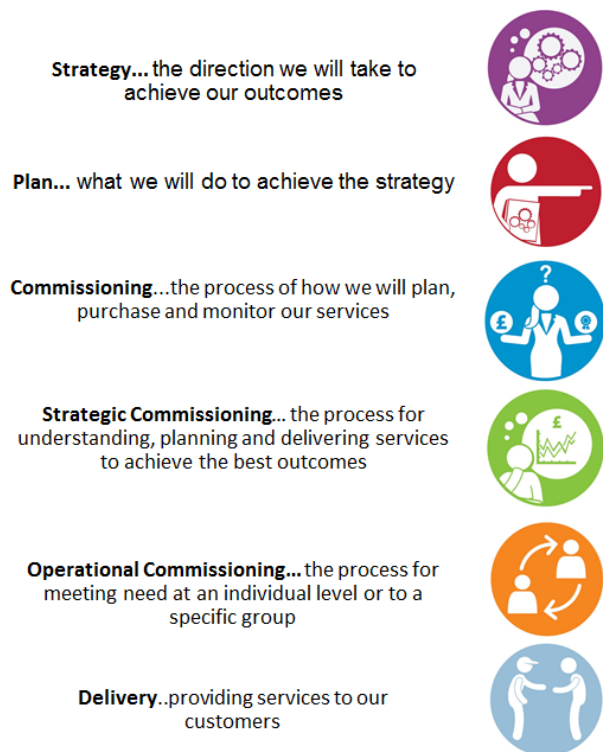 Strategy... the direction we will take to
achieve our outcomes
Plan... what we will do to achieve the strategy
Commissioning...the process of how we will plan,
purchase and monitor our services
?
£
Strategic Commissioning... the process for
understanding, planning and delivering services
to achieve the best outcomes
£
Operational Commissioning...the process for
meeting need at an individual level or to a
specific group
Delivery..providing services to our
customers